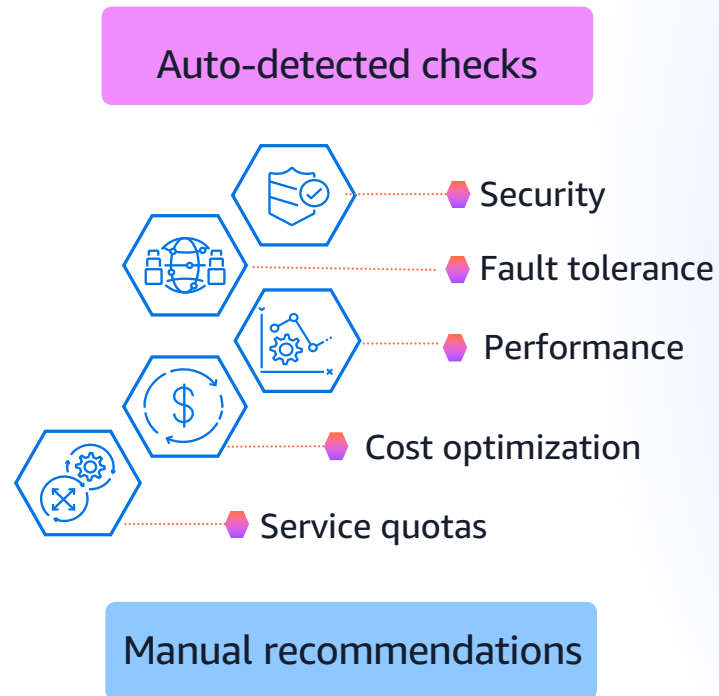 Auto-detected checks
Security
Fault tolerance
Performance
Cost optimization
Service quotas
Manual recommendations